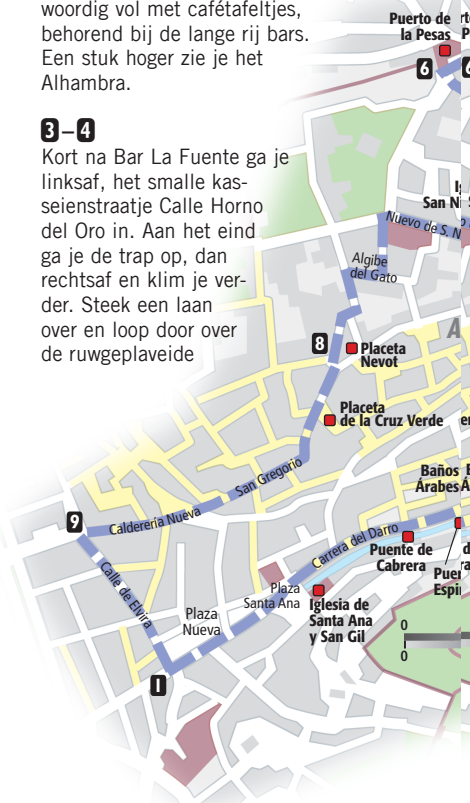 woordig vol met cafétafeltjes,
behorend bij de lange rij bars.
Een stuk hoger zie je het
Alhambra.
3–4
Kort na Bar La Fuente ga je
linksaf, het smalle kas-
seienstraatje Calle Horno
del Oro in. Aan het eind
ga je de trap op, dan
rechtsaf en klim je ver-
der. Steek een laan
over en loop door over
de ruwgeplaveide
Puerto de
la Pesas
6
San N
Nuevo de S. N
Algibe
del Gato
8
Placeta
Nevot
A
Placeta
de la Cruz Verde
San Gregorio
Baños
Árabes
9
Calderería Nueva
Carrera del Darro
Puente de
Cabrera
Calle de Elvira
Plaza
Santa Ana
Plaza
Nueva
Iglesia de
Santa Ana
y San Gil
0
0
1